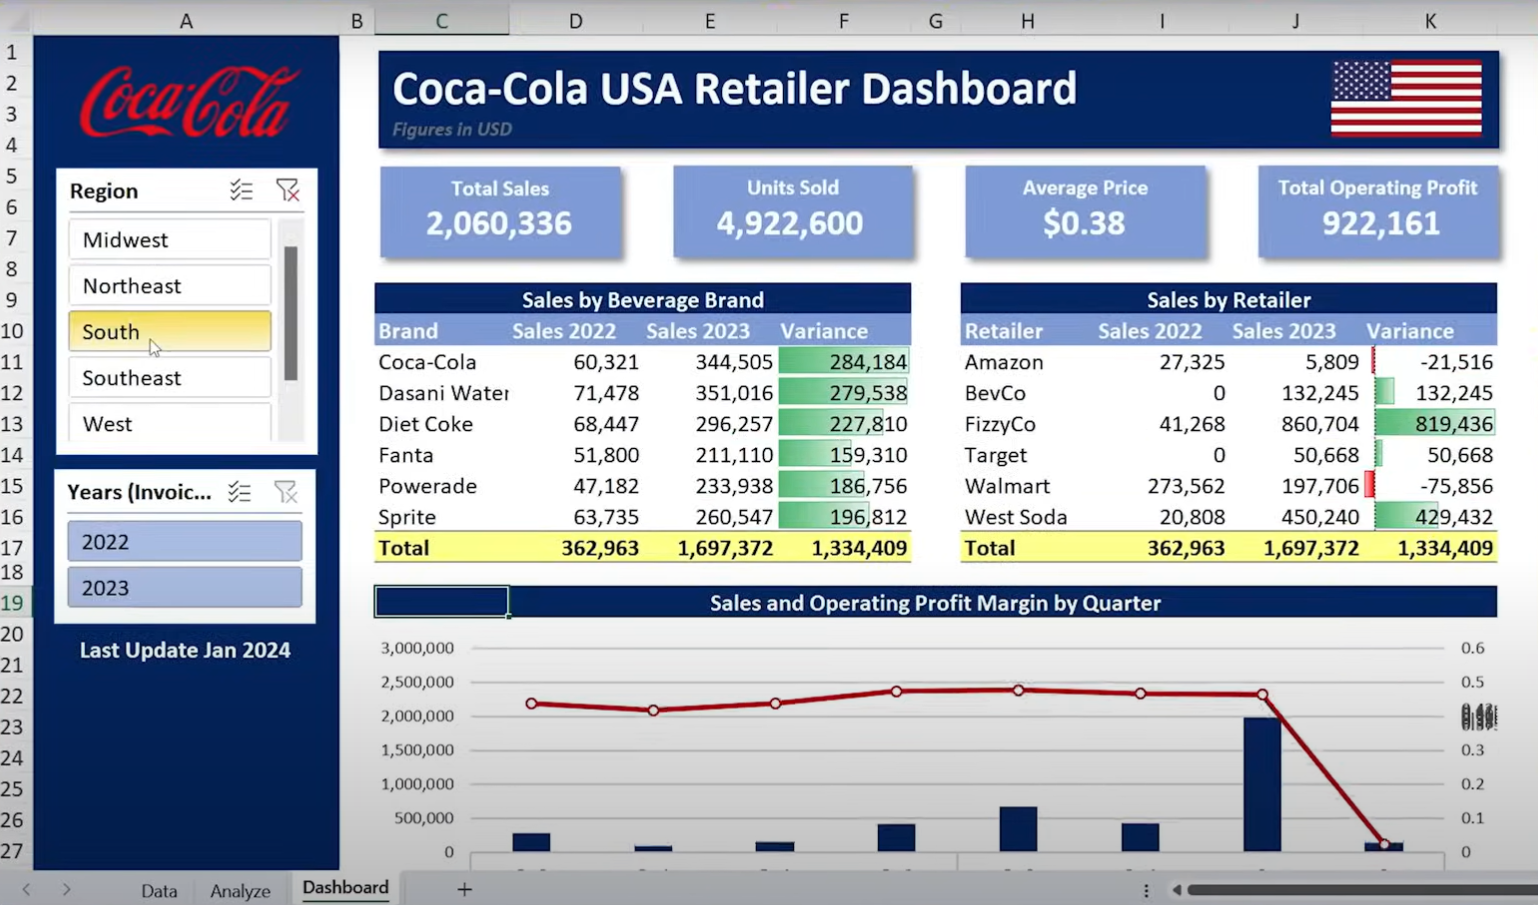 A B C D E F G H I J K
Coca-Cola
Coca-Cola USA Retailer Dashboard
Figures in USD
Region
Midwest
Northeast
South
Southeast
West
Years (Invoic...
2022
2023
Last Update Jan 2024
Total Sales
2,060,336
Units Sold
4,922,600
Average Price
$0.38
Total Operating Profit
922,161
Sales by Beverage Brand
Brand Sales 2022 Sales 2023 Variance
Coca-Cola 60,321 344,505 284,184
Dasani Water 71,478 351,016 279,538
Diet Coke 68,447 296,257 227,810
Fanta 51,800 211,110 159,310
Powerade 47,182 233,938 186,756
Sprite 63,735 260,547 196,812
Total 362,963 1,697,372 1,334,409
Sales by Retailer
Retailer Sales 2022 Sales 2023 Variance
Amazon 27,325 5,809 -21,516
BevCo 0 132,245 132,245
FizzyCo 41,268 860,704 819,436
Target 0 50,668 50,668
Walmart 273,562 197,706 -75,856
West Soda 20,808 450,240 429,432
Total 362,963 1,697,372 1,334,409
Sales and Operating Profit Margin by Quarter
3,000,000
2,500,000
2,000,000
1,500,000
1,000,000
500,000
0
0.6
0.5
0.3
0.2
0.1
0
1
2
3
4
5
6
7
8
9
10
11
12
13
14
15
16
17
18
19
20
21
22
23
24
25
26
27
Data Analyze Dashboard